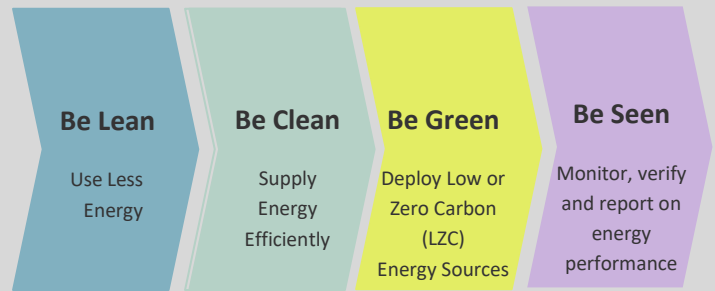 Be Lean
Use Less
Energy
Be Clean
Supply
Energy
Efficiently
Be Green
Deploy Low or
Zero Carbon
(LZC)
Energy Sources
Be Seen
Monitor, verify
and report on
energy
performance